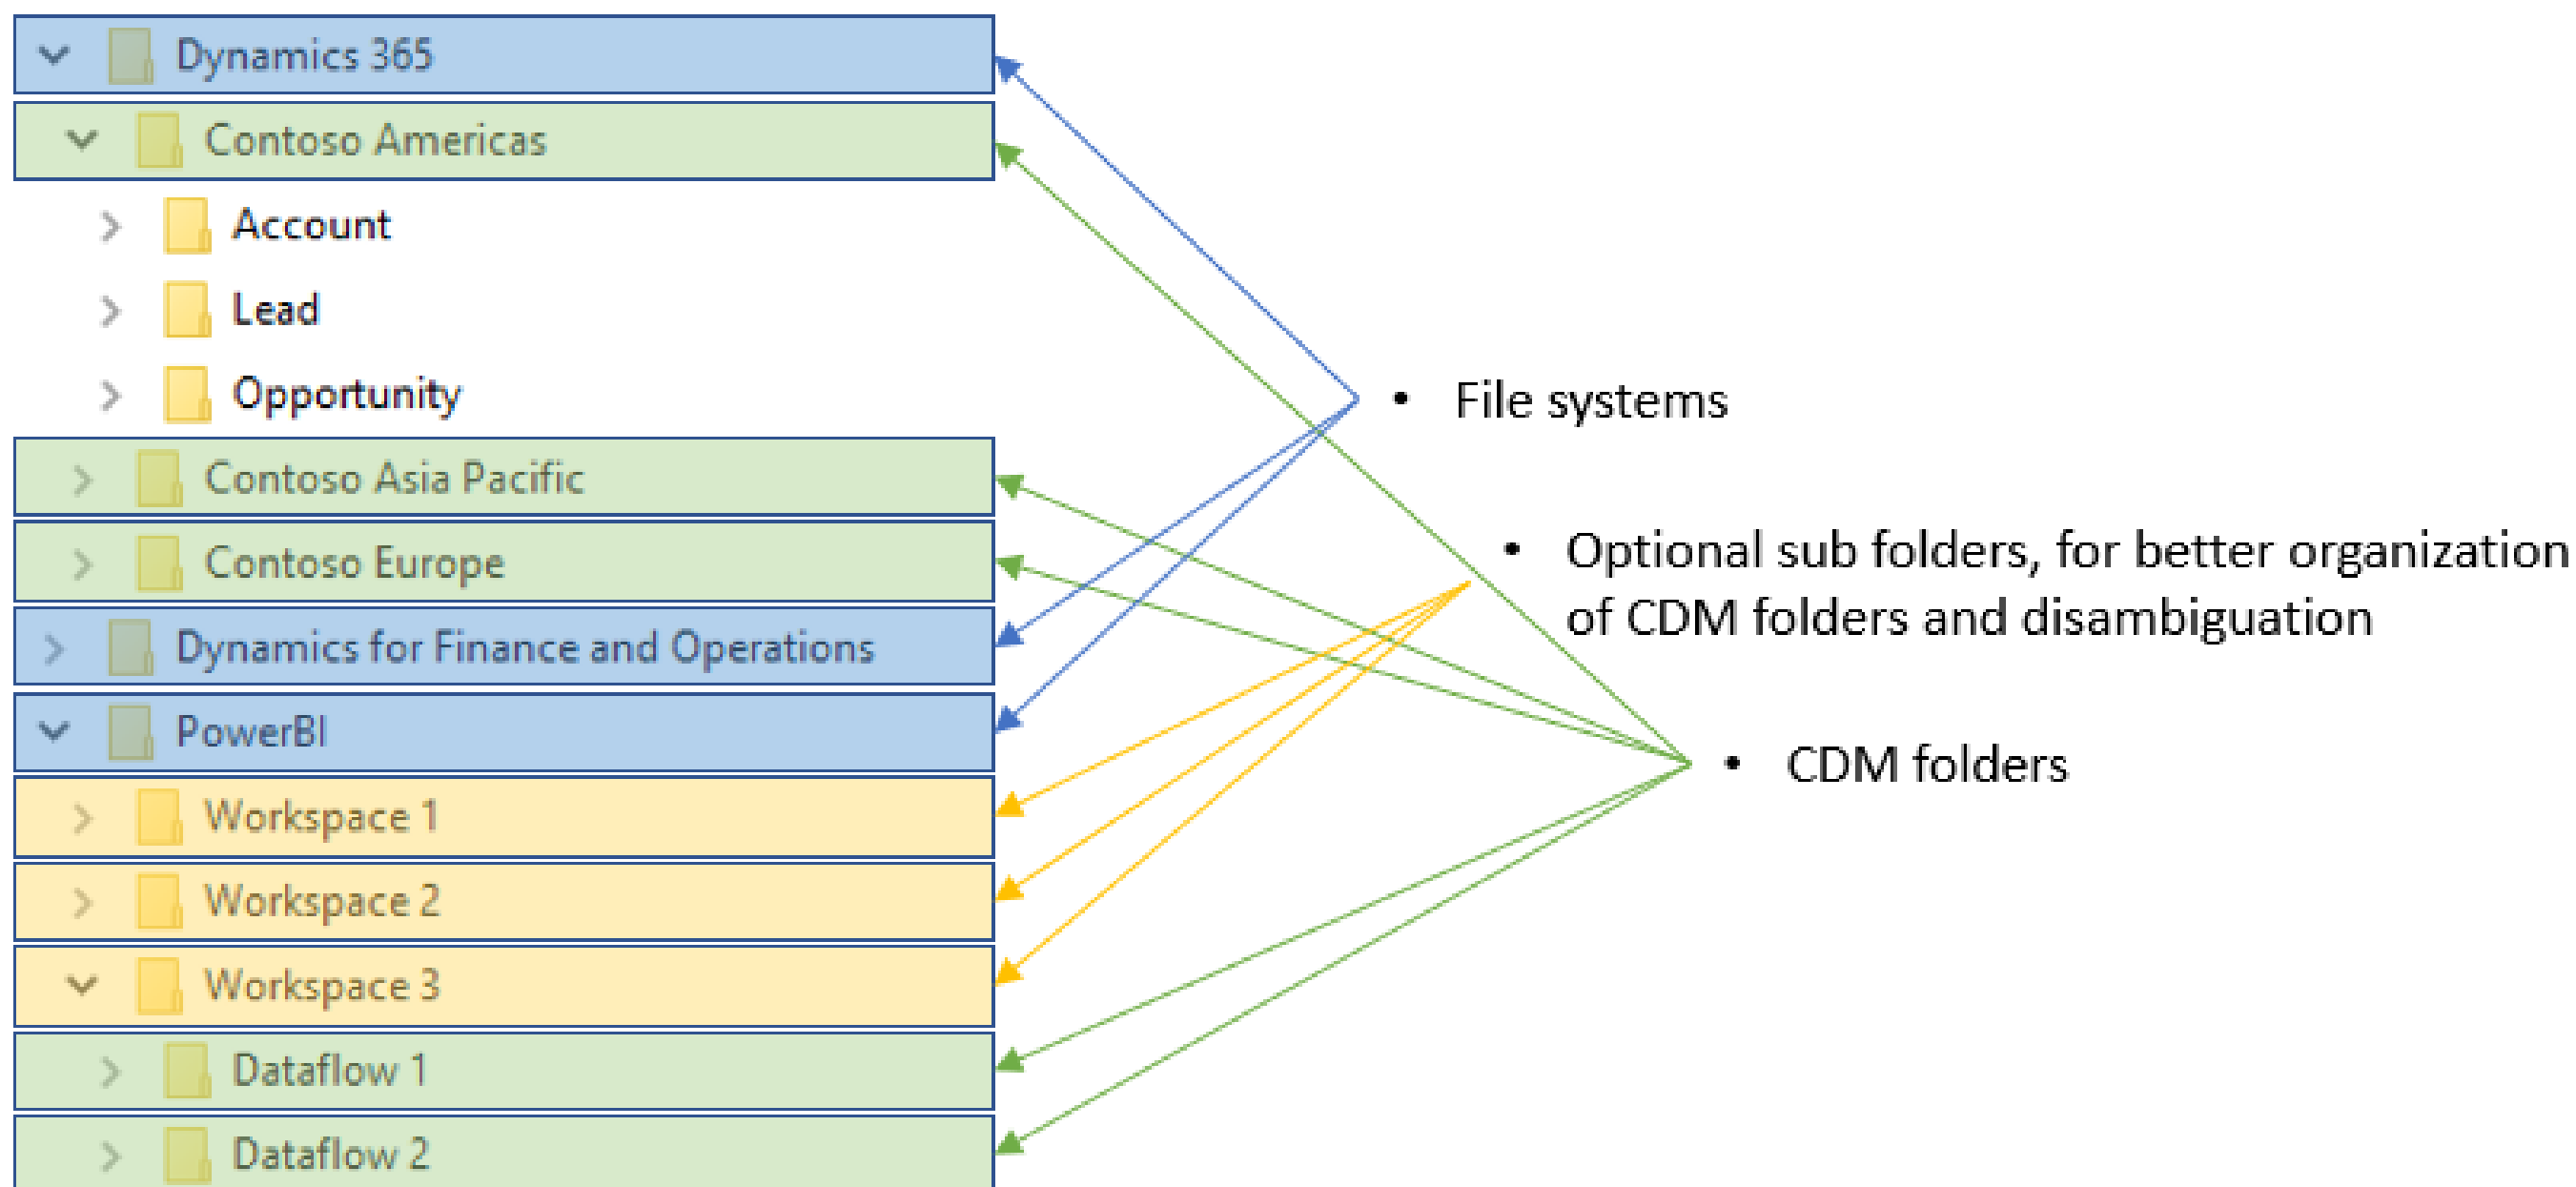 Dynamics 365
Contoso Americas
Account
Lead
Opportunity
Contoso Asia Pacific
Contoso Europe
Dynamics for Finance and Operations
PowerBI
Workspace 1
Workspace 2
Workspace 3
Dataflow 1
Dataflow 2
• File systems
• Optional sub folders, for better organization
of CDM folders and disambiguation
• CDM folders